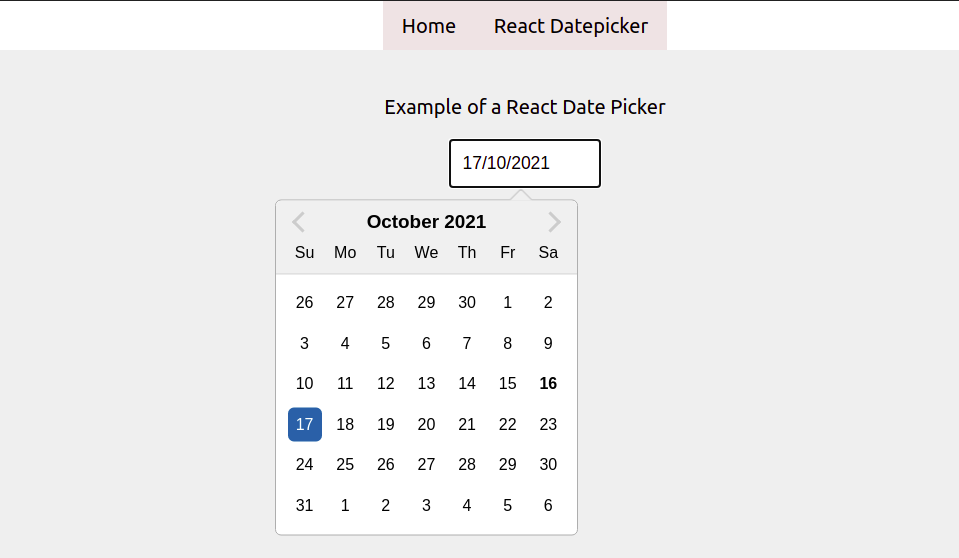 Home React Datepicker
Example of a React Date Picker
17/10/2021
October 2021
Su Mo Tu We Th Fr Sa
26 27 28 29 30 1 2
3 4 5 6 7 8 9
10 11 12 13 14 15 16
17 18 19 20 21 22 23
24 25 26 27 28 29 30
31 1 2 3 4 5 6